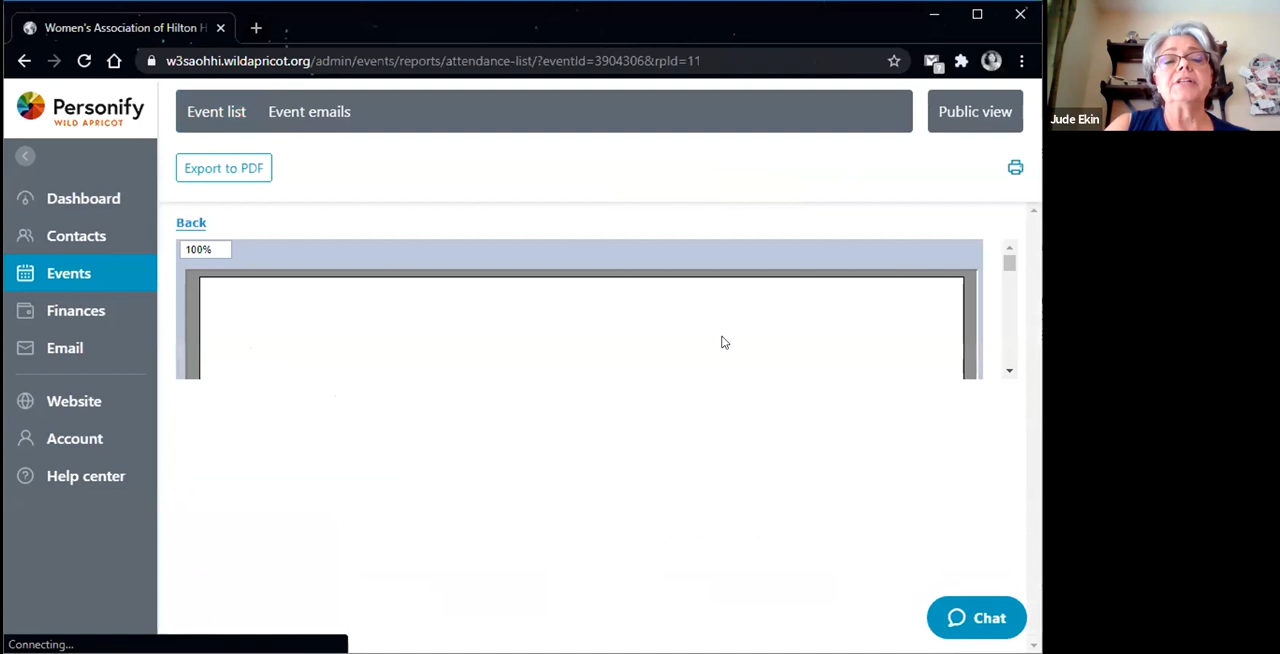 Women's Association of Hilton H
w3saohhi.wildapricot.org/admin/events/reports/attendance-list/?eventId=3904306&rpId=11
Personify
WILD APRICOT
Event list
Event emails
Public view
Export to PDF
Dashboard
Contacts
Events
Finances
Email
Website
Account
Help center
Back
100%
Chat
Connecting...
Jude Ekin